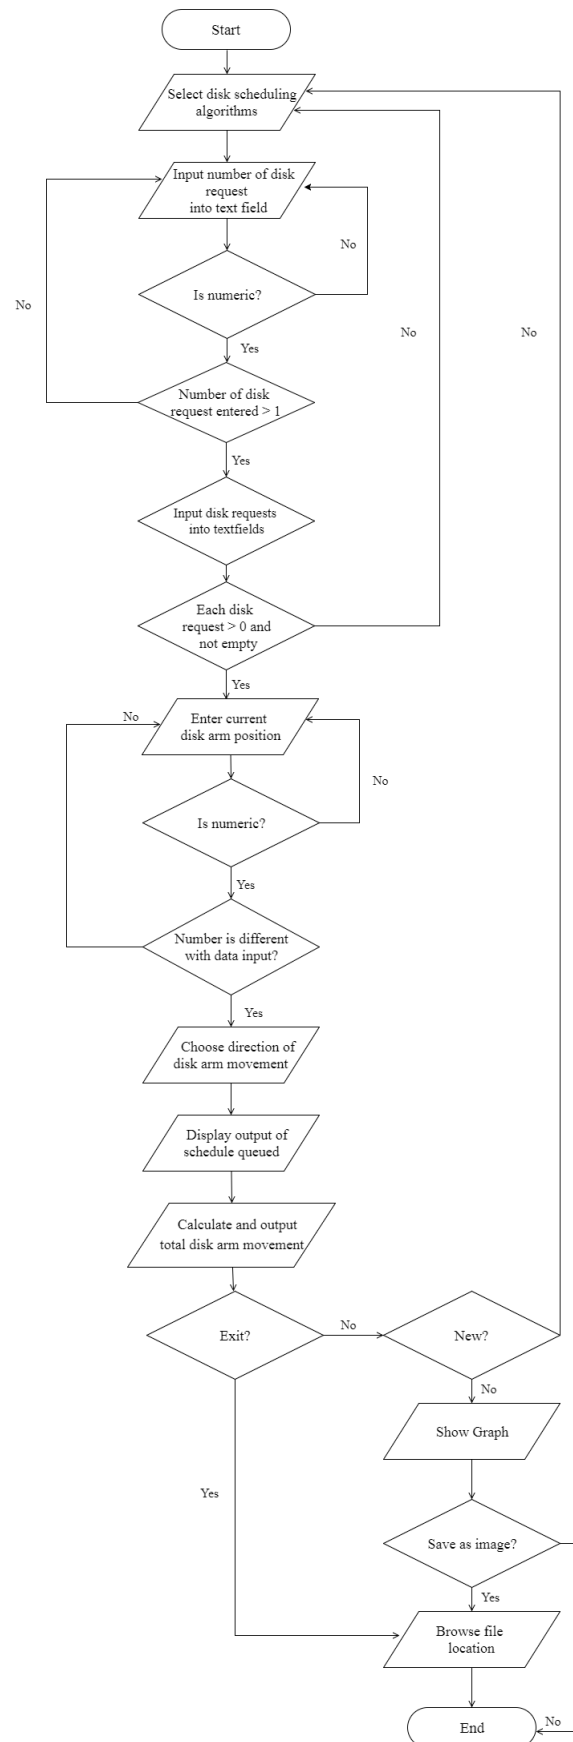 Start
Select disk scheduling
algorithms
Input number of disk
request
into text field
No
Is numeric?
No
No
No
Yes
Number of disk
request entered > 1
Yes
Input disk requests
into textfields
Each disk
request > 0 and
not empty
Yes
No
Enter current
disk arm position
No
Is numeric?
Yes
Number is different
with data input?
Yes
Choose direction of
disk arm movement
Display output of
schedule queued
Calculate and output
total disk arm movement
Exit?
No
New?
No
Show Graph
Yes
Save as image?
Yes
Browse file
location
End
No